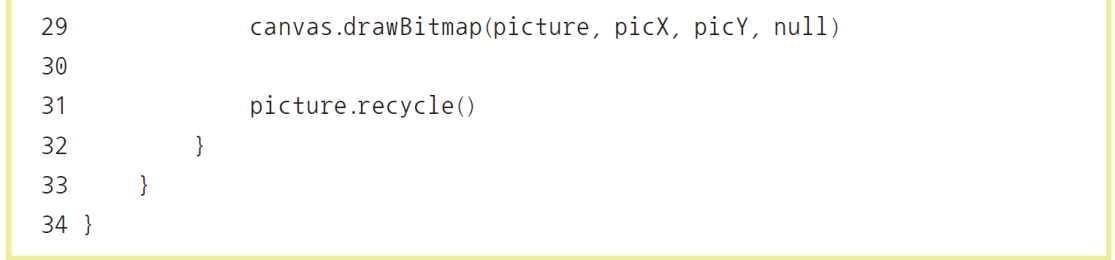 29 canvas.drawBitmap(picture, picX, picY, null)
30
31 picture.recycle()
32 }
33 }
34 }